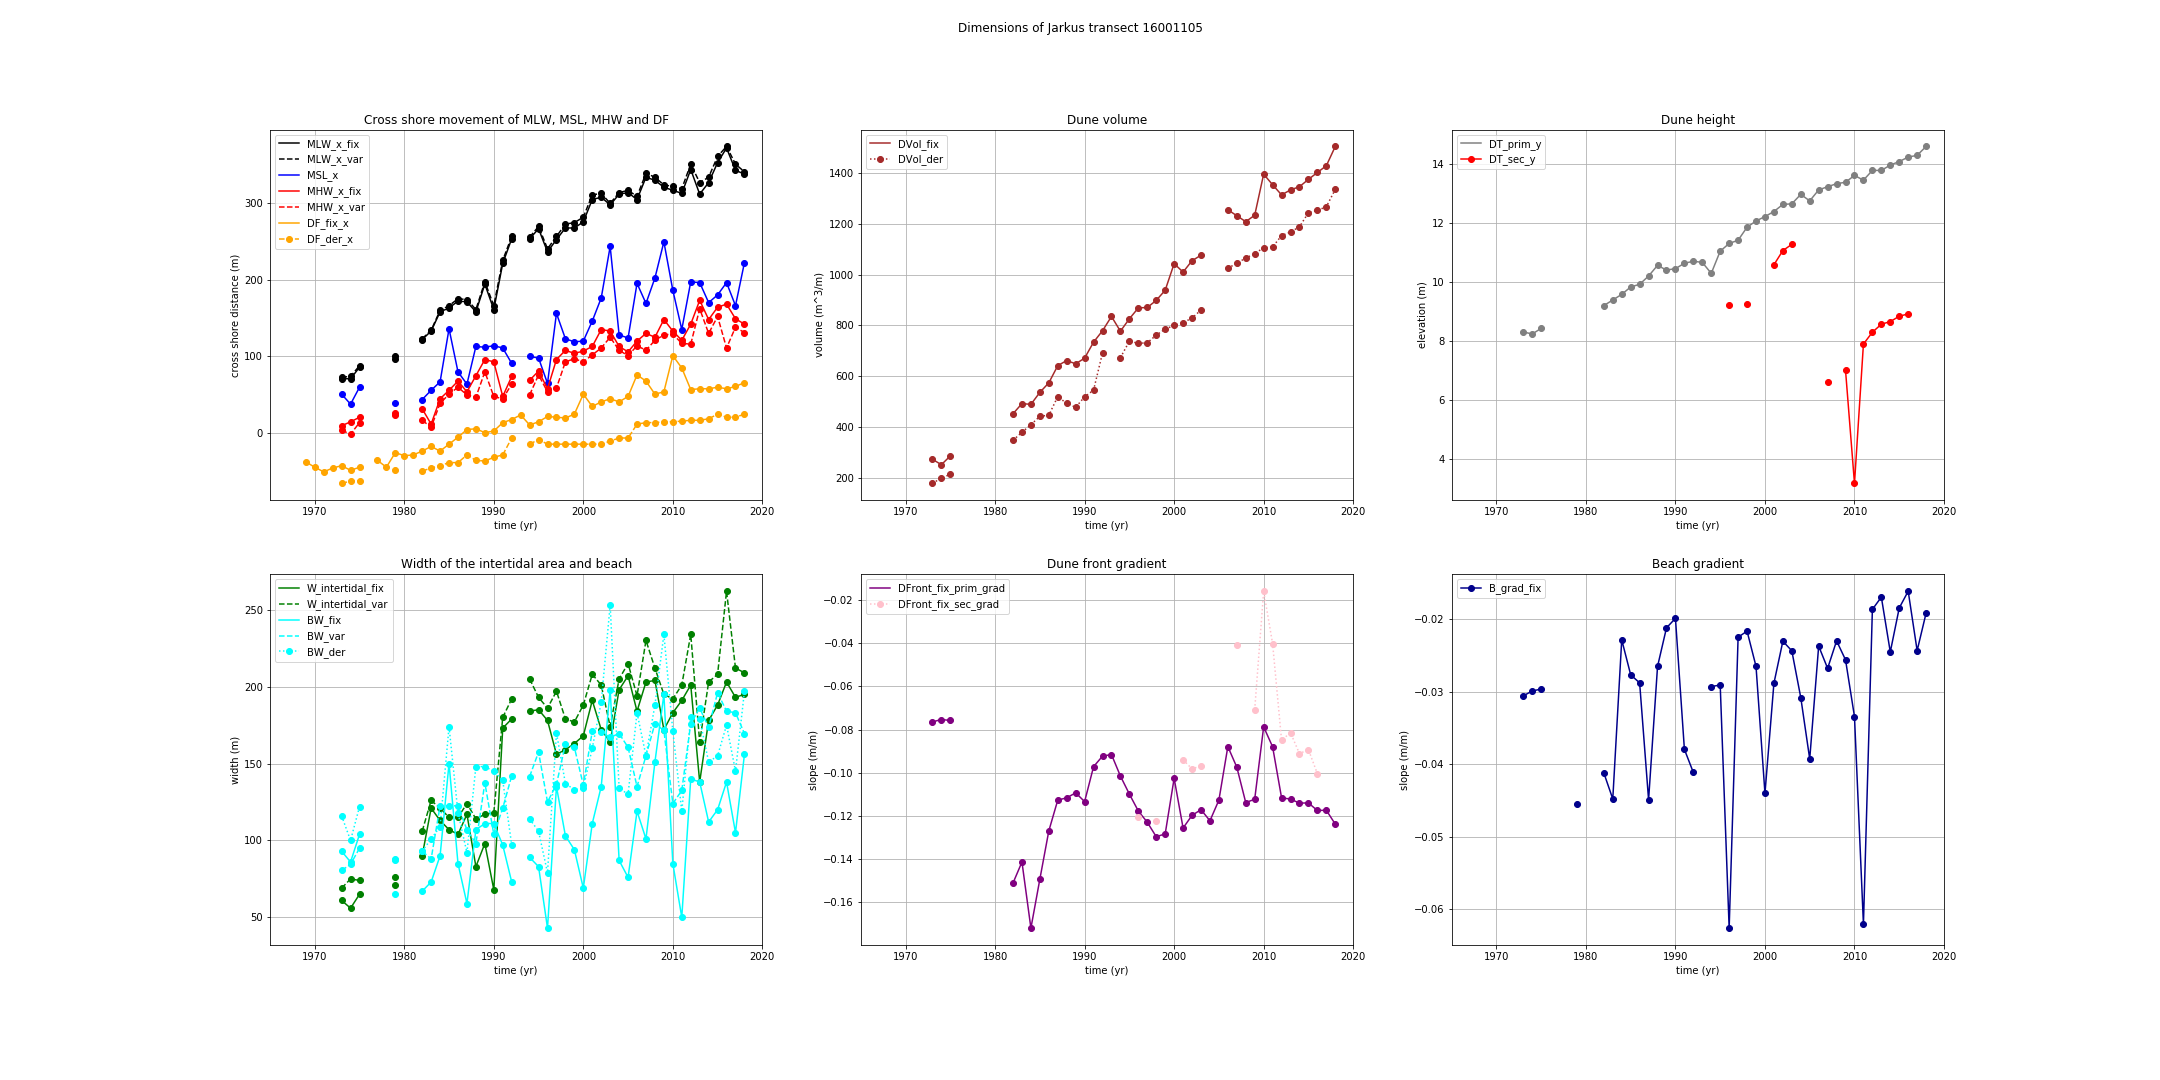 Dimensions of Jarkus transect 16001105
Cross shore movement of MLW, MSL, MHW and DF
MLW_x_fix
MLW_x_var
MSL_x
MHW_x_fix
MHW_x_var
DF_fix_x
DF_der_x
cross shore distance (m)
300
200
100
0
1970 1980 1990 2000 2010 2020
time (yr)
Dune volume
DVol_fix
DVol_der
volume (m^3/m)
1400
1200
1000
800
600
400
200
1970 1980 1990 2000 2010 2020
time (yr)
Dune height
DT_prim_y
DT_sec_y
elevation (m)
14
12
10
8
6
4
1970 1980 1990 2000 2010 2020
time (yr)
Width of the intertidal area and beach
W_intertidal_fix
W_intertidal_var
BW_fix
BW_var
BW_der
width (m)
250
200
150
100
50
1970 1980 1990 2000 2010 2020
time (yr)
Dune front gradient
DFront_fix_prim_grad
DFront_fix_sec_grad
slope (m/m)
−0.02
−0.04
−0.06
−0.08
−0.10
−0.12
−0.14
−0.16
1970 1980 1990 2000 2010 2020
time (yr)
Beach gradient
B_grad_fix
slope (m/m)
−0.02
−0.03
−0.04
−0.05
−0.06
1970 1980 1990 2000 2010 2020
time (yr)